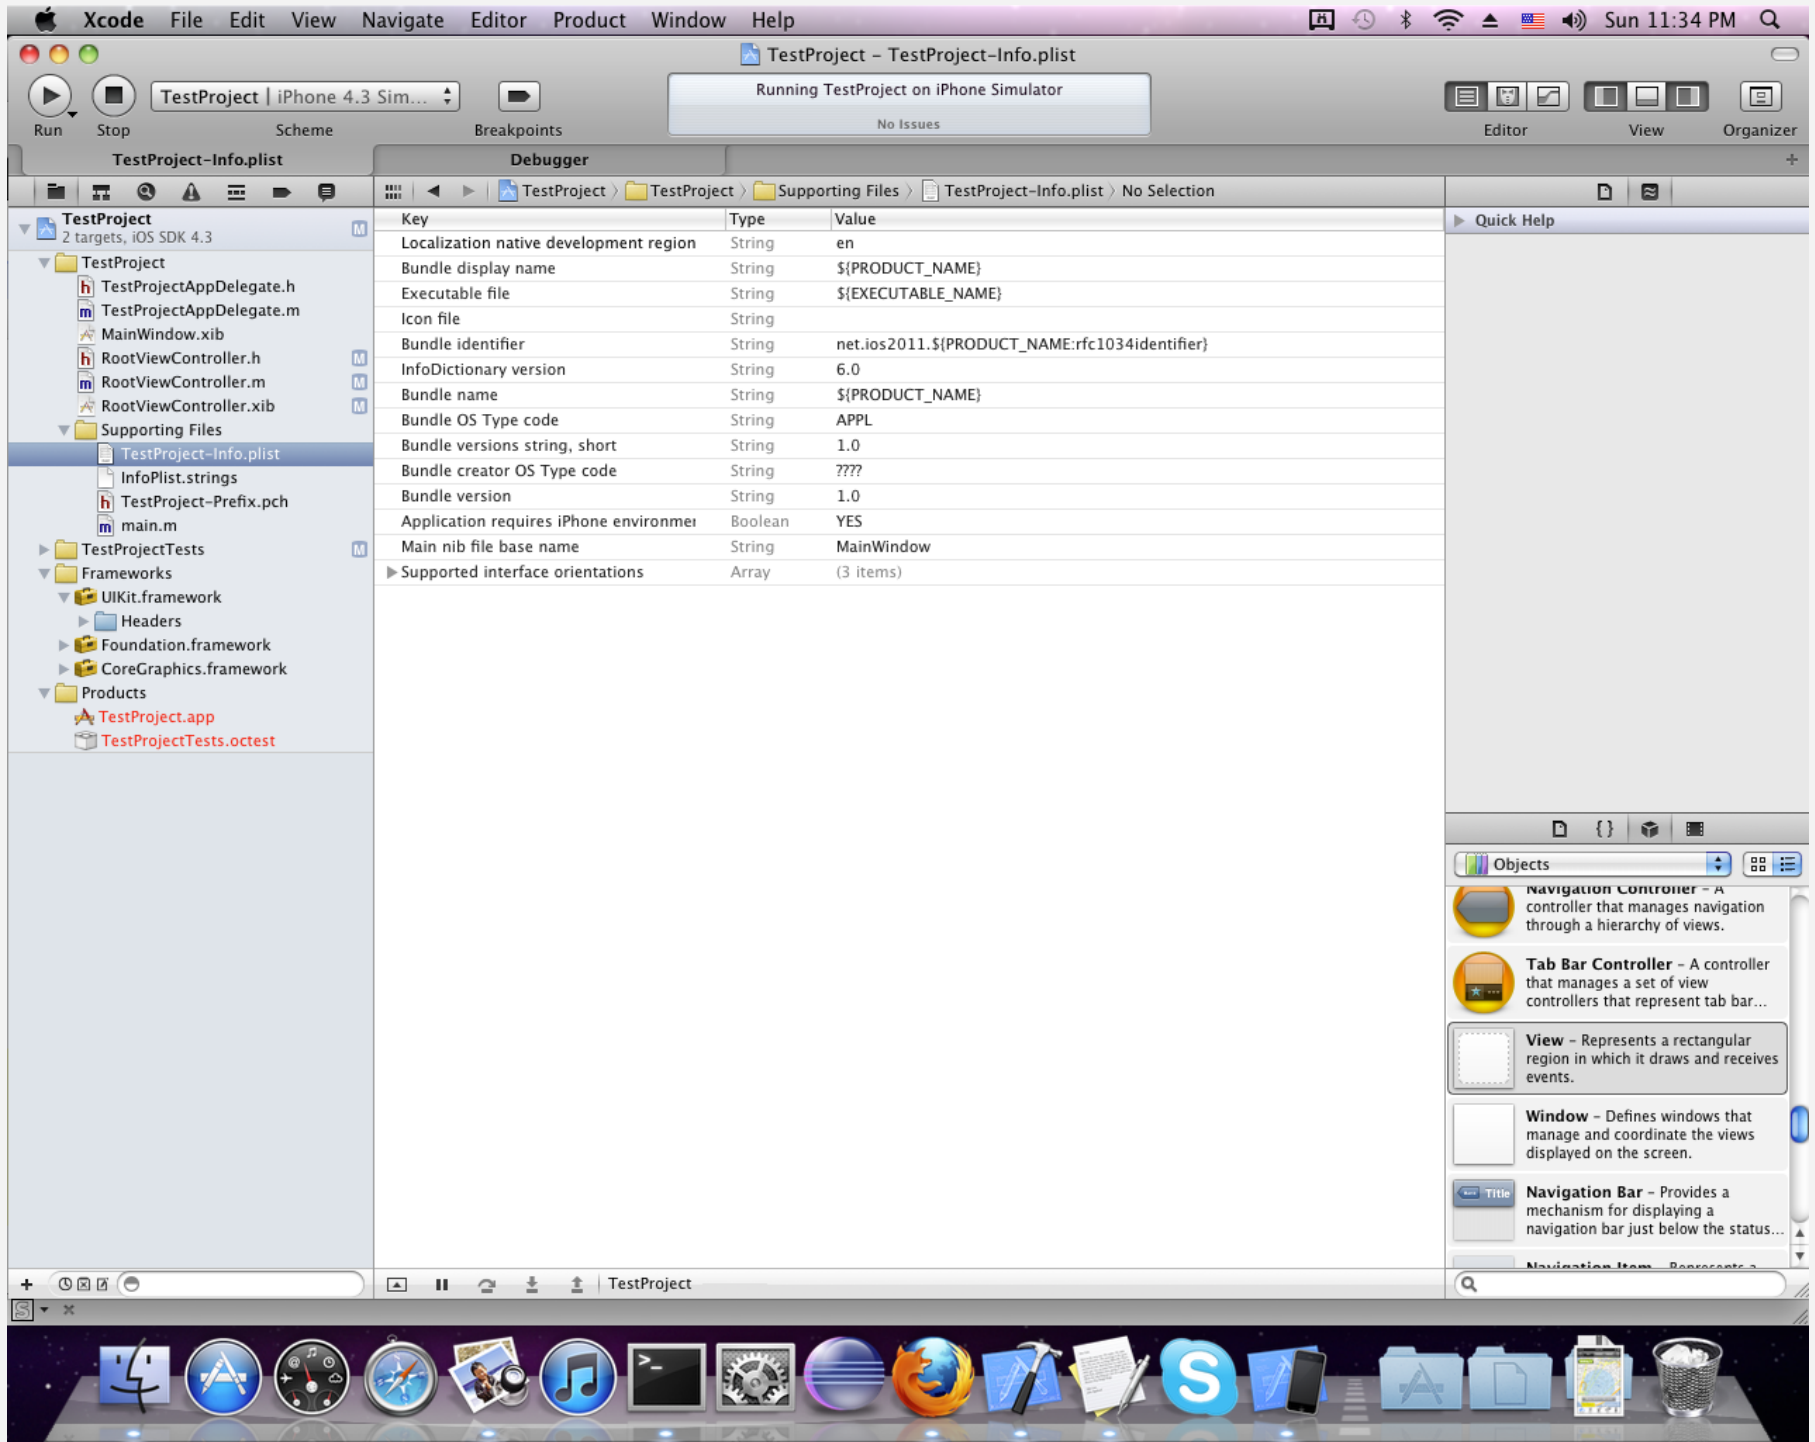 Xcode File Edit View Navigate Editor Product Window Help Sun 11:34 PM
TestProject – TestProject-Info.plist
TestProject | iPhone 4.3 Sim...
Running TestProject on iPhone Simulator
No Issues
Run Stop Scheme Breakpoints Editor View Organizer
TestProject-Info.plist Debugger
TestProject TestProject Supporting Files TestProject-Info.plist No Selection
TestProject
2 targets, iOS SDK 4.3
M
TestProject
TestProjectAppDelegate.h
TestProjectAppDelegate.m
MainWindow.xib
RootViewController.h M
RootViewController.m M
RootViewController.xib M
Supporting Files
TestProject-Info.plist
InfoPlist.strings
TestProject-Prefix.pch
main.m
TestProjectTests M
Frameworks
UIKit.framework
Headers
Foundation.framework
CoreGraphics.framework
Products
TestProject.app
TestProjectTests.octest
Key Type Value
Localization native development region String en
Bundle display name String ${PRODUCT_NAME}
Executable file String ${EXECUTABLE_NAME}
Icon file String
Bundle identifier String net.ios2011.${PRODUCT_NAME:rfc1034identifier}
InfoDictionary version String 6.0
Bundle name String ${PRODUCT_NAME}
Bundle OS Type code String APPL
Bundle versions string, short String 1.0
Bundle creator OS Type code String ????
Bundle version String 1.0
Application requires iPhone environmer Boolean YES
Main nib file base name String MainWindow
Supported interface orientations Array (3 items)
TestProject
Quick Help
Objects
Navigation Controller – A
controller that manages navigation
through a hierarchy of views.
Tab Bar Controller – A controller
that manages a set of view
controllers that represent tab bar...
View – Represents a rectangular
region in which it draws and receives
events.
Window – Defines windows that
manage and coordinate the views
displayed on the screen.
Title
Navigation Bar – Provides a
mechanism for displaying a
navigation bar just below the status...
Navigation Item – Represents a